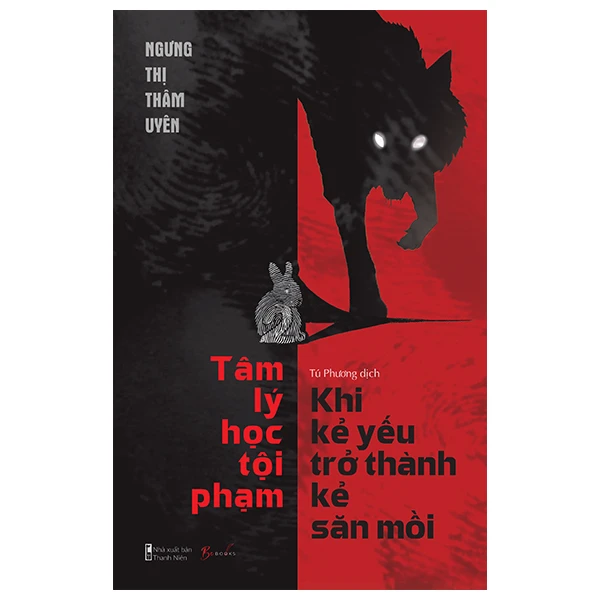 NGƯNG
THỊ
THÂM
UYÊN
Tâm
lý
học
tội
phạm
Tú Phương dịch
Khi
kẻ yếu
trở thành
kẻ
săn mồi
Nhà xuất bản
Thanh Niên
BOOKS